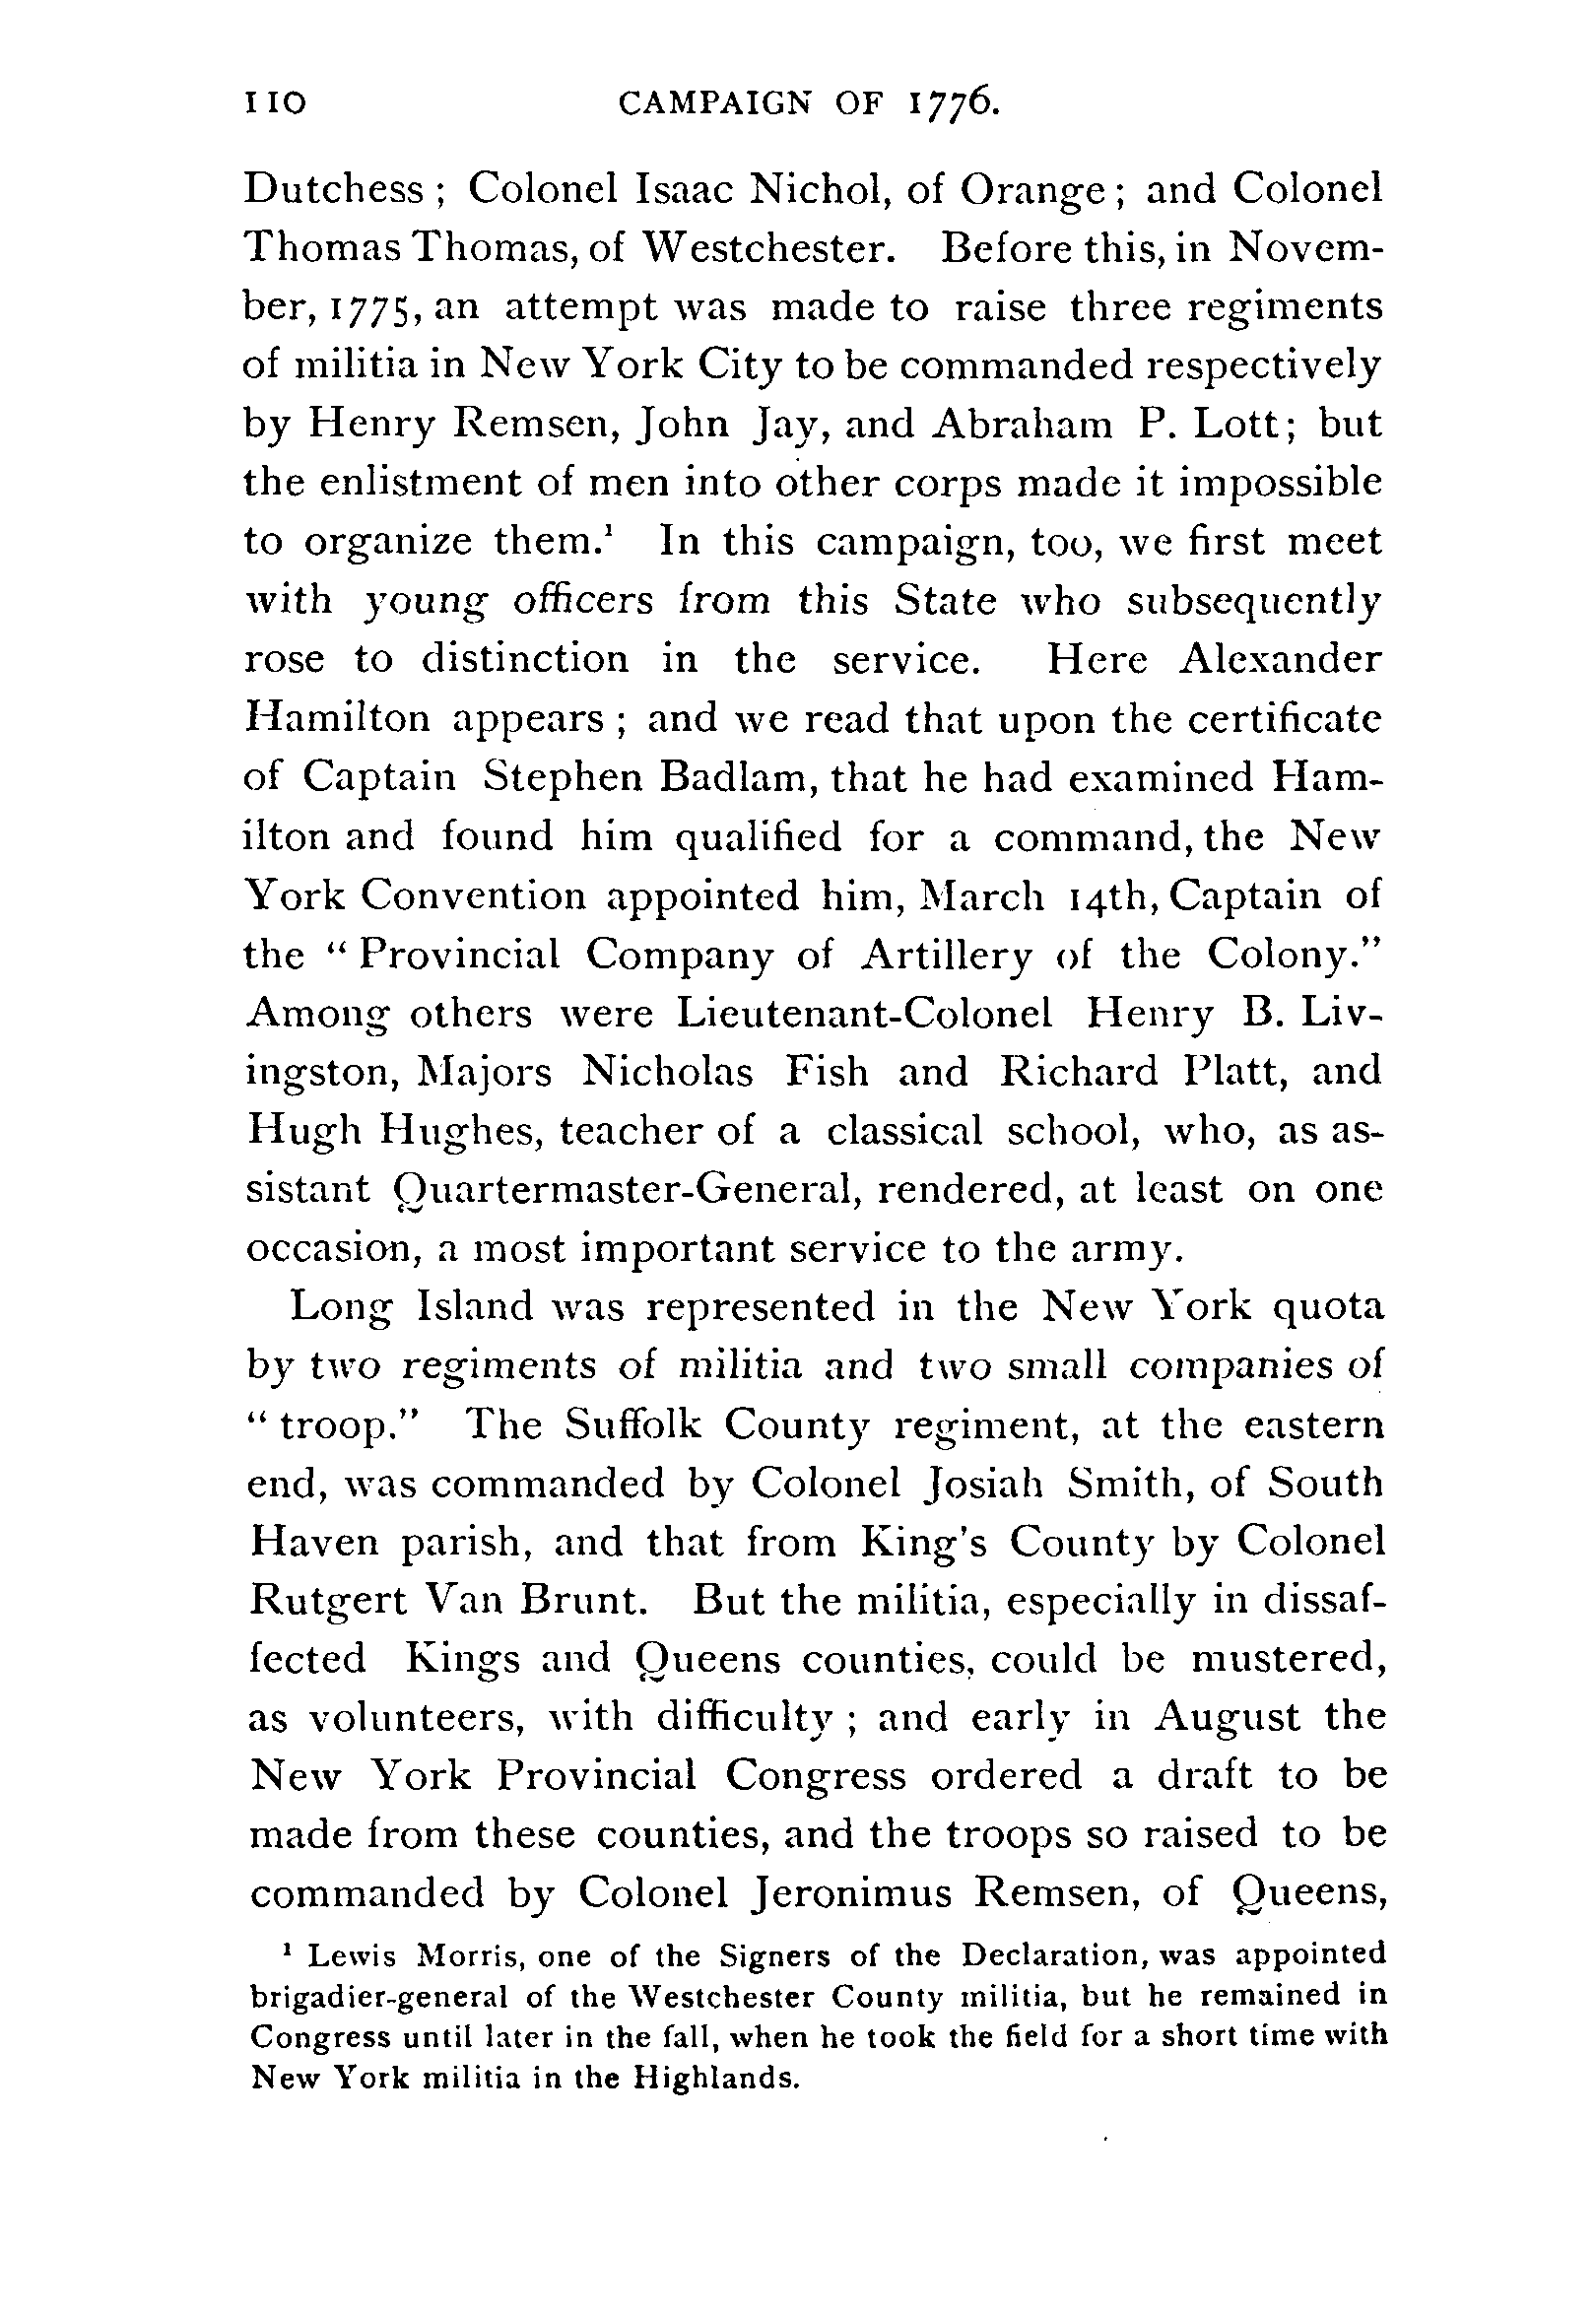 110 CAMPAIGN OF 1776.
Dutchess ; Colonel Isaac Nichol, of Orange ; and Colonel
Thomas Thomas, of Westchester. Before this, in Novem-
ber, 1775, an attempt was made to raise three regiments
of militia in New York City to be commanded respectively
by Henry Remsen, John Jay, and Abraham P. Lott; but
the enlistment of men into other corps made it impossible
to organize them.¹ In this campaign, too, we first meet
with young officers from this State who subsequently
rose to distinction in the service. Here Alexander
Hamilton appears ; and we read that upon the certificate
of Captain Stephen Badlam, that he had examined Ham-
ilton and found him qualified for a command, the New
York Convention appointed him, March 14th, Captain of
the “ Provincial Company of Artillery of the Colony.”
Among others were Lieutenant-Colonel Henry B. Liv-
ingston, Majors Nicholas Fish and Richard Platt, and
Hugh Hughes, teacher of a classical school, who, as as-
sistant Quartermaster-General, rendered, at least on one
occasion, a most important service to the army.
Long Island was represented in the New York quota
by two regiments of militia and two small companies of
“ troop.” The Suffolk County regiment, at the eastern
end, was commanded by Colonel Josiah Smith, of South
Haven parish, and that from King’s County by Colonel
Rutgert Van Brunt. But the militia, especially in dissaf-
fected Kings and Queens counties, could be mustered,
as volunteers, with difficulty ; and early in August the
New York Provincial Congress ordered a draft to be
made from these counties, and the troops so raised to be
commanded by Colonel Jeronimus Remsen, of Queens,
¹ Lewis Morris, one of the Signers of the Declaration, was appointed
brigadier-general of the Westchester County militia, but he remained in
Congress until later in the fall, when he took the field for a short time with
New York militia in the Highlands.